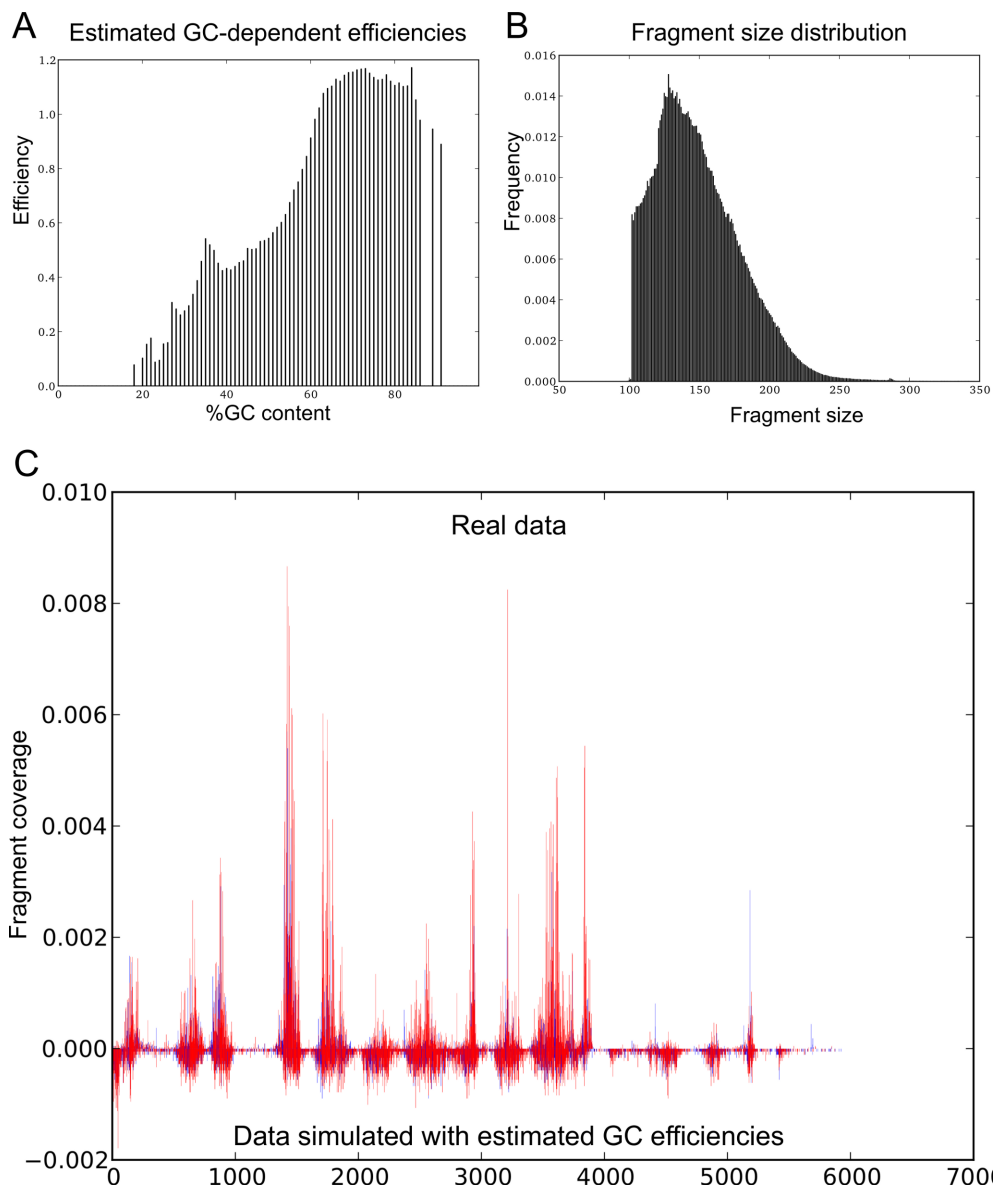 A
Estimated GC-dependent efficiencies
1.2
1.0
0.8
0.6
0.4
0.2
0.0
Efficiency
0 20 40 60 80
%GC content
B
Fragment size distribution
0.016
0.014
0.012
0.010
0.008
0.006
0.004
0.002
0.000
Frequency
50 100 150 200 250 300 350
Fragment size
C
0.010
0.008
0.006
0.004
0.002
0.000
−0.002
Fragment coverage
Real data
Data simulated with estimated GC efficiencies
0 1000 2000 3000 4000 5000 6000 700